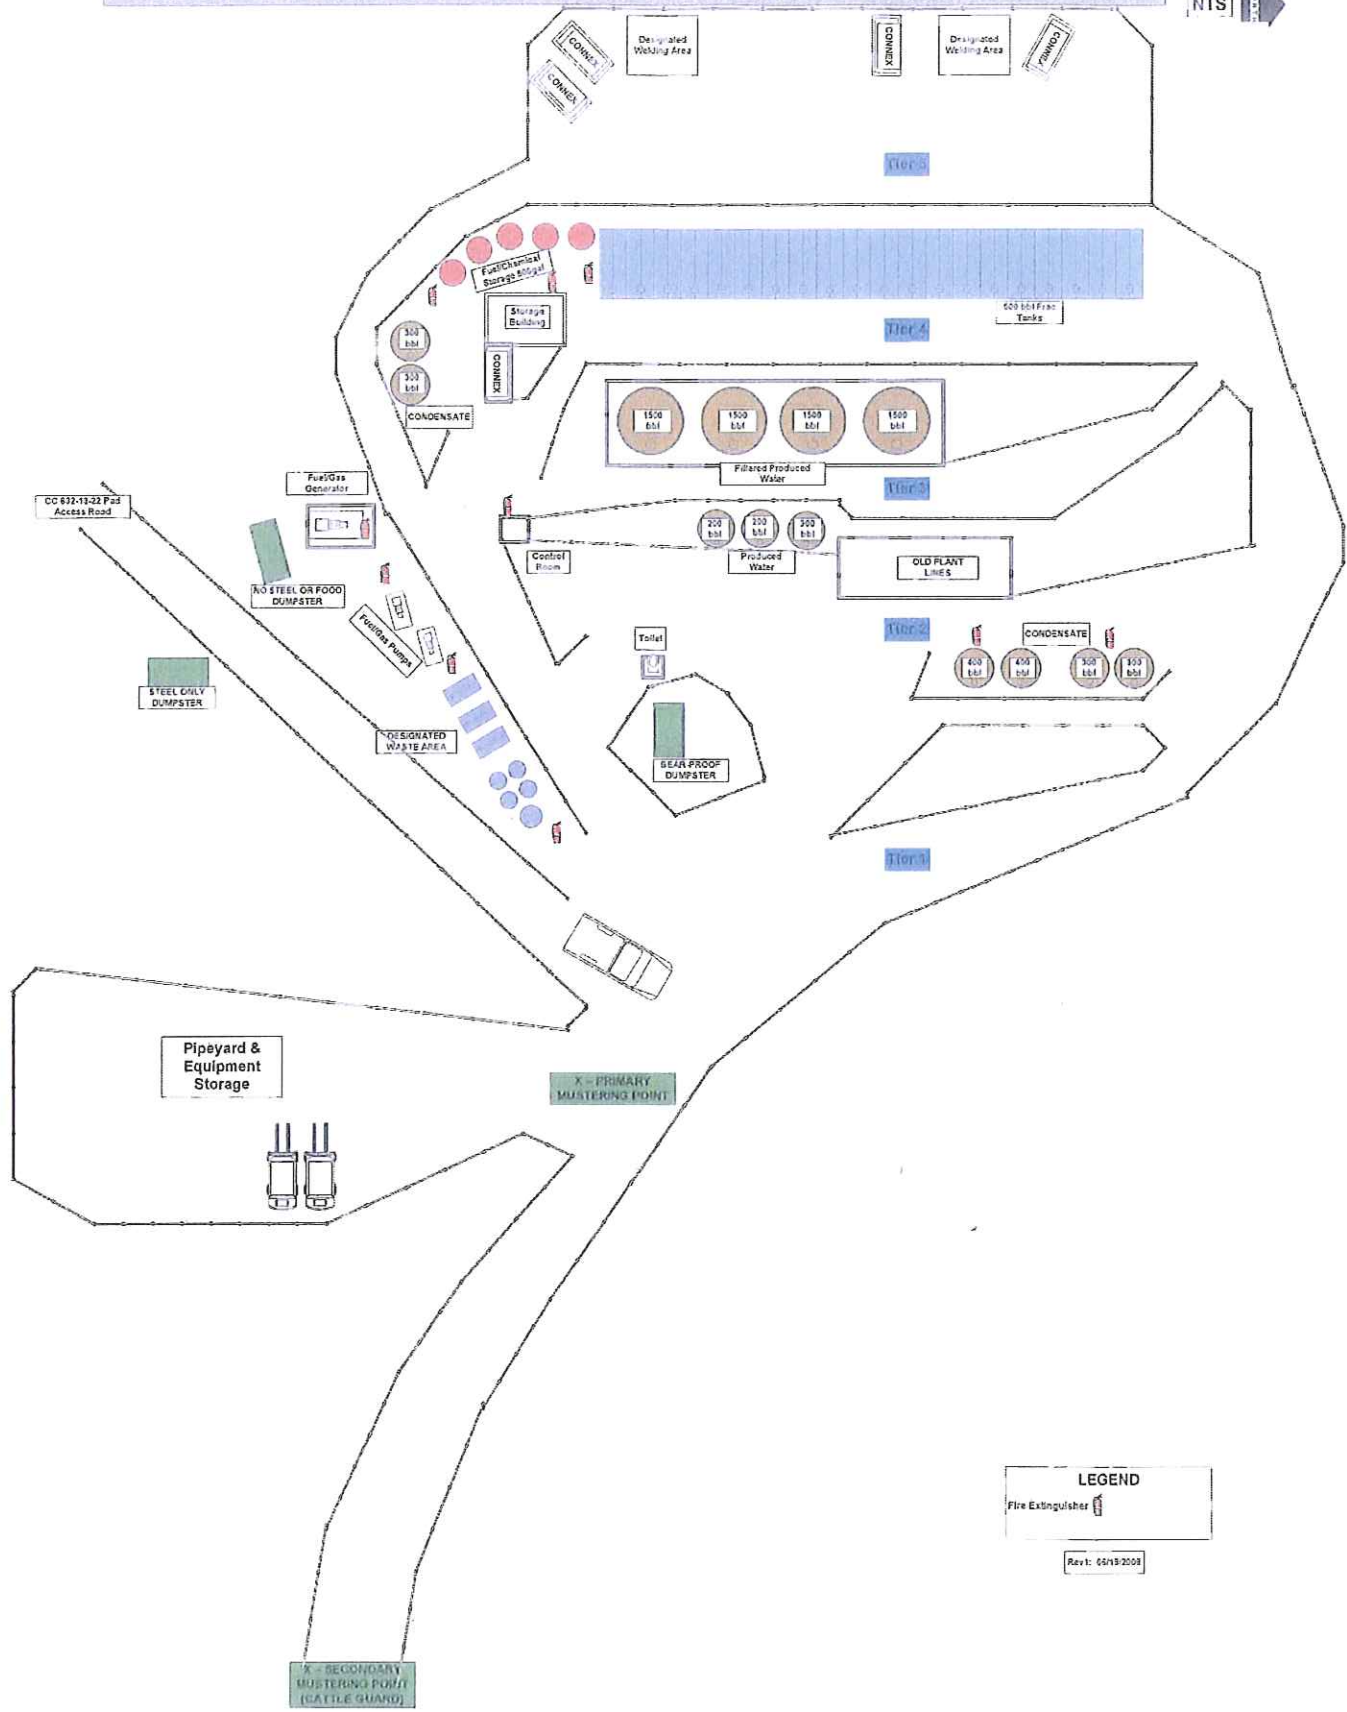 NTS
Designated
Welding Area
Designated
Welding Area
CONNEX
CONNEX
CONNEX
CONNEX
Tier 5
Fuel/Chemical
Storage 500gal
Storage
Building
CONNEX
500 bbl Frac
Tanks
Tier 4
300
bbl
300
bbl
CONDENSATE
1500
bbl
1500
bbl
1500
bbl
1500
bbl
Filtered Produced
Water
Tier 3
Fuel/Gas
Generator
CC 632-13-22 Pad
Access Road
Control
Room
200
bbl
200
bbl
300
bbl
Produced
Water
OLD PLANT
LINES
NO STEEL OR FOOD
DUMPSTER
Fuel/Gas Pumps
Toilet
Tier 2
CONDENSATE
400
bbl
400
bbl
300
bbl
300
bbl
STEEL ONLY
DUMPSTER
DESIGNATED
WASTE AREA
BEAR-PROOF
DUMPSTER
Tier 1
Pipeyard &
Equipment
Storage
X – PRIMARY
MUSTERING POINT
LEGEND
Fire Extinguisher
X – SECONDARY
MUSTERING POINT
(CATTLE GUARD)